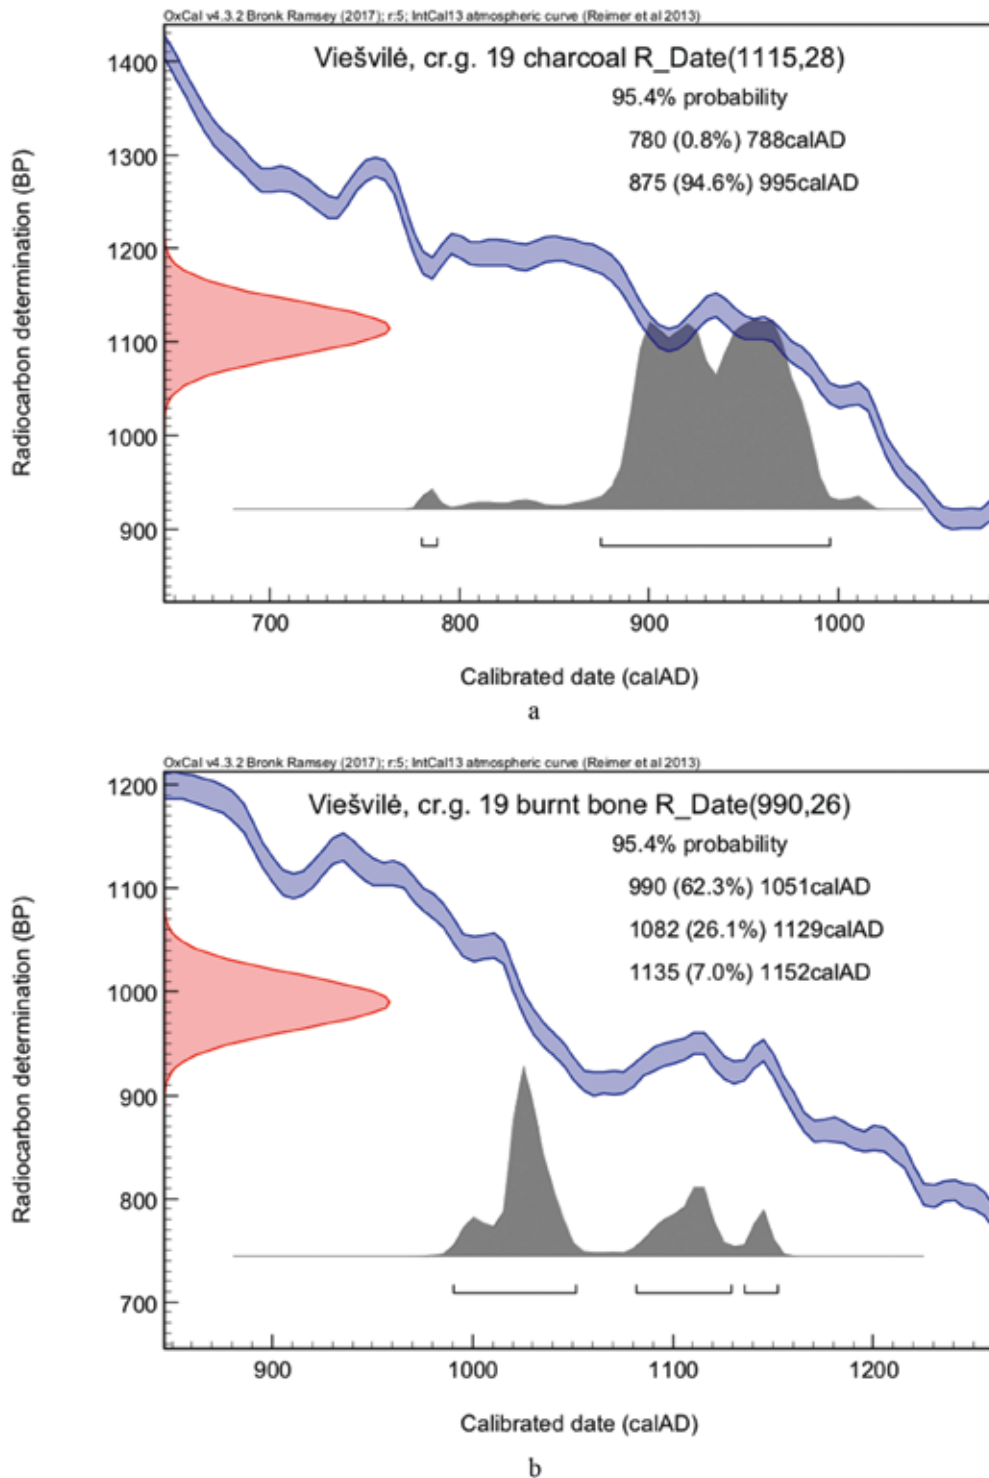 OxCal v4.3.2 Bronk Ramsey (2017); r:5; IntCal13 atmospheric curve (Reimer et al 2013)
Viešvilė, cr.g. 19 charcoal R_Date(1115,28)
95.4% probability
780 (0.8%) 788calAD
875 (94.6%) 995calAD
Radiocarbon determination (BP)
1400
1300
1200
1100
1000
900
700 800 900 1000
Calibrated date (calAD)
a
OxCal v4.3.2 Bronk Ramsey (2017); r:5; IntCal13 atmospheric curve (Reimer et al 2013)
Viešvilė, cr.g. 19 burnt bone R_Date(990,26)
95.4% probability
990 (62.3%) 1051calAD
1082 (26.1%) 1129calAD
1135 (7.0%) 1152calAD
Radiocarbon determination (BP)
1200
1100
1000
900
800
700
900 1000 1100 1200
Calibrated date (calAD)
b